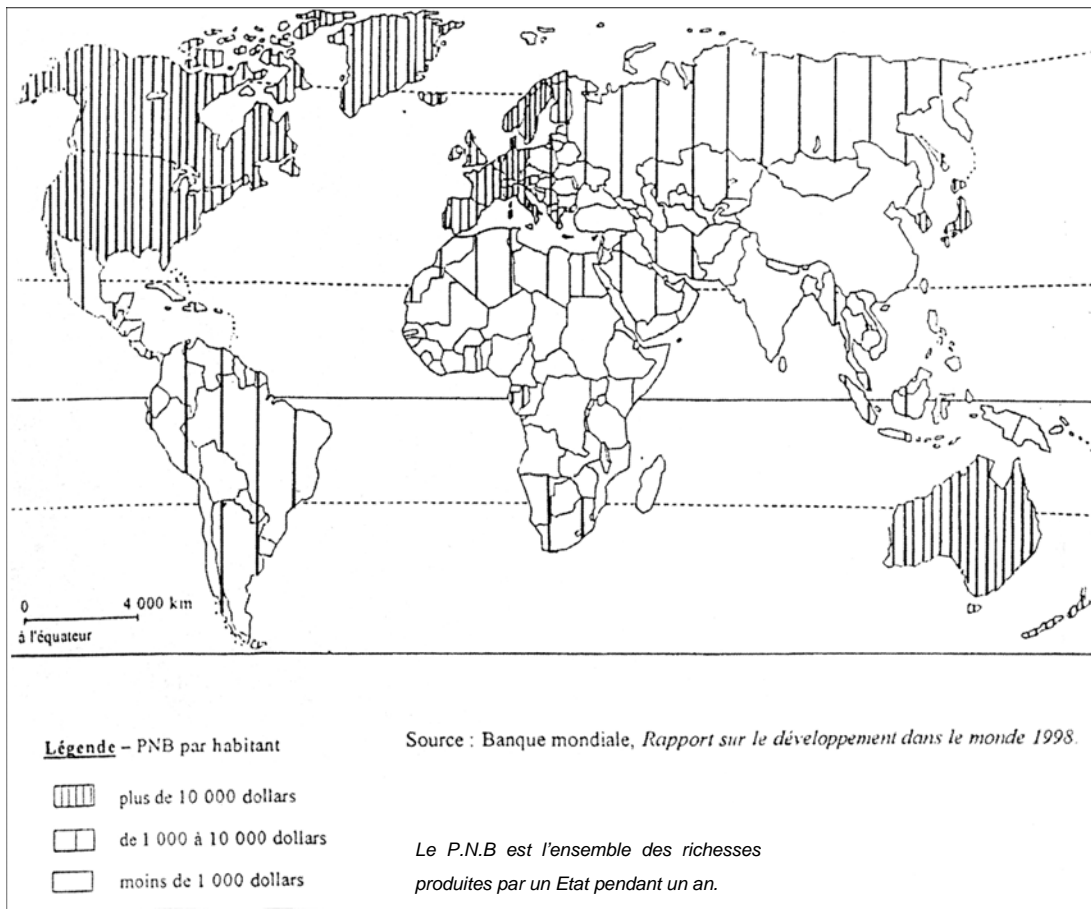 0 4 000 km
à l'équateur
Légende – PNB par habitant
plus de 10 000 dollars
de 1 000 à 10 000 dollars
moins de 1 000 dollars
Source : Banque mondiale, Rapport sur le développement dans le monde 1998.
Le P.N.B est l'ensemble des richesses
produites par un Etat pendant un an.